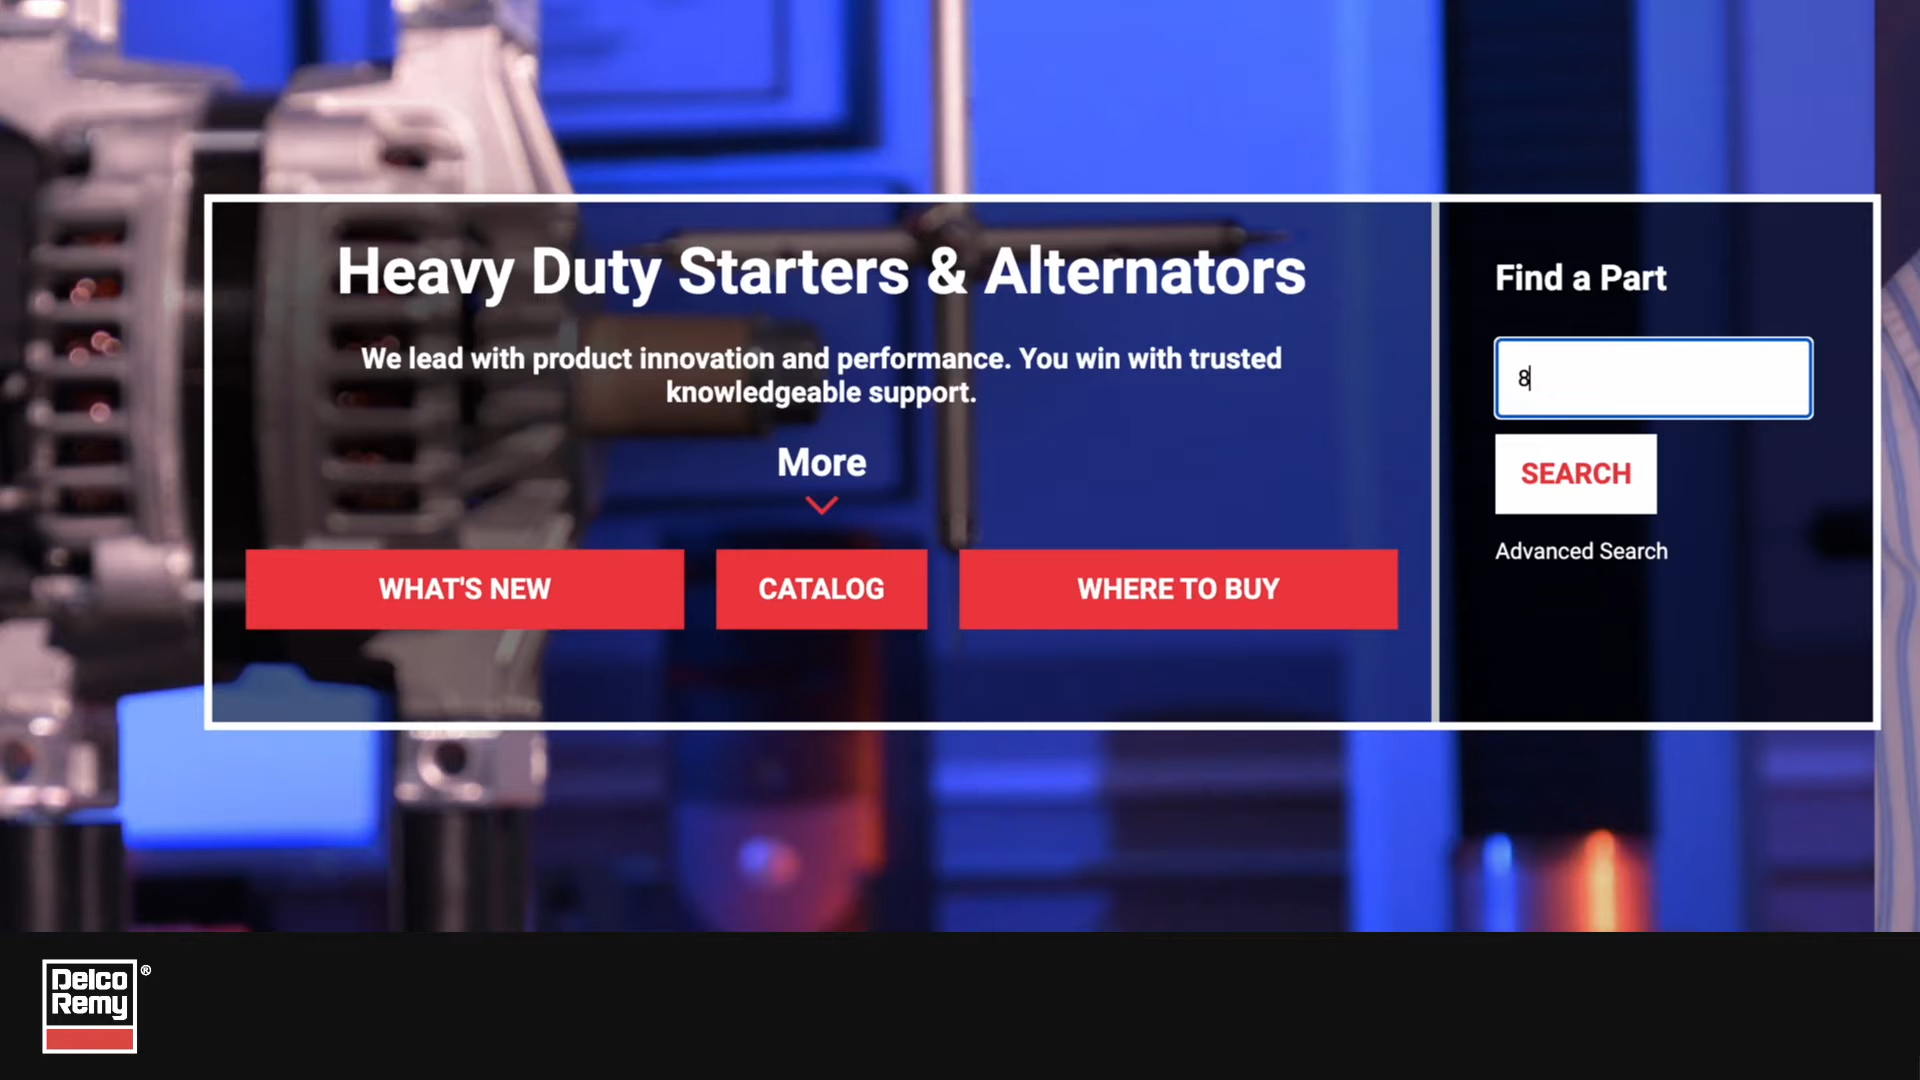 Heavy Duty Starters & Alternators
We lead with product innovation and performance. You win with trusted
knowledgeable support.
More
WHAT'S NEW
CATALOG
WHERE TO BUY
Find a Part
8
SEARCH
Advanced Search
Delco
Remy
®